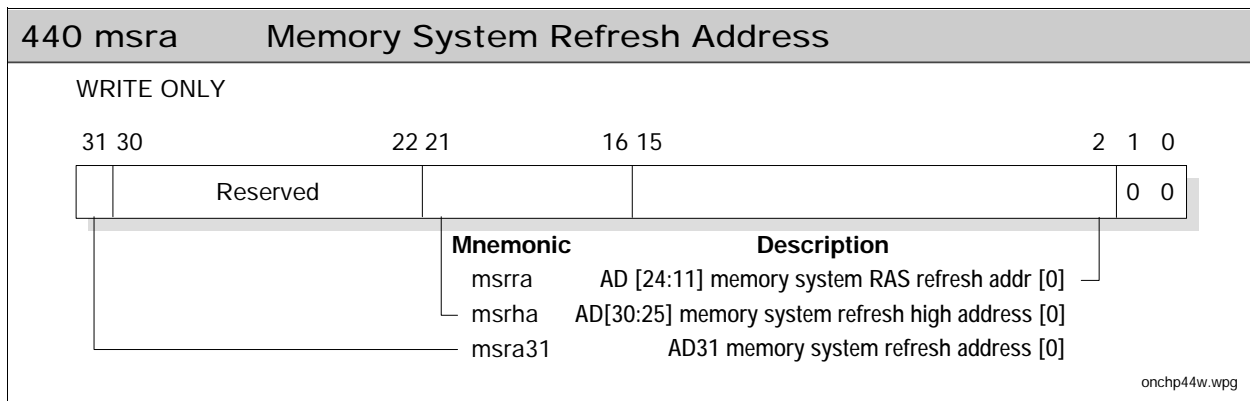 440 msra Memory System Refresh Address
WRITE ONLY
31 30 22 21 16 15 2 1 0
Reserved 0 0
Mnemonic Description
msrra AD [24:11] memory system RAS refresh addr [0]
msrha AD[30:25] memory system refresh high address [0]
msra31 AD31 memory system refresh address [0]
onchp44w.wpg